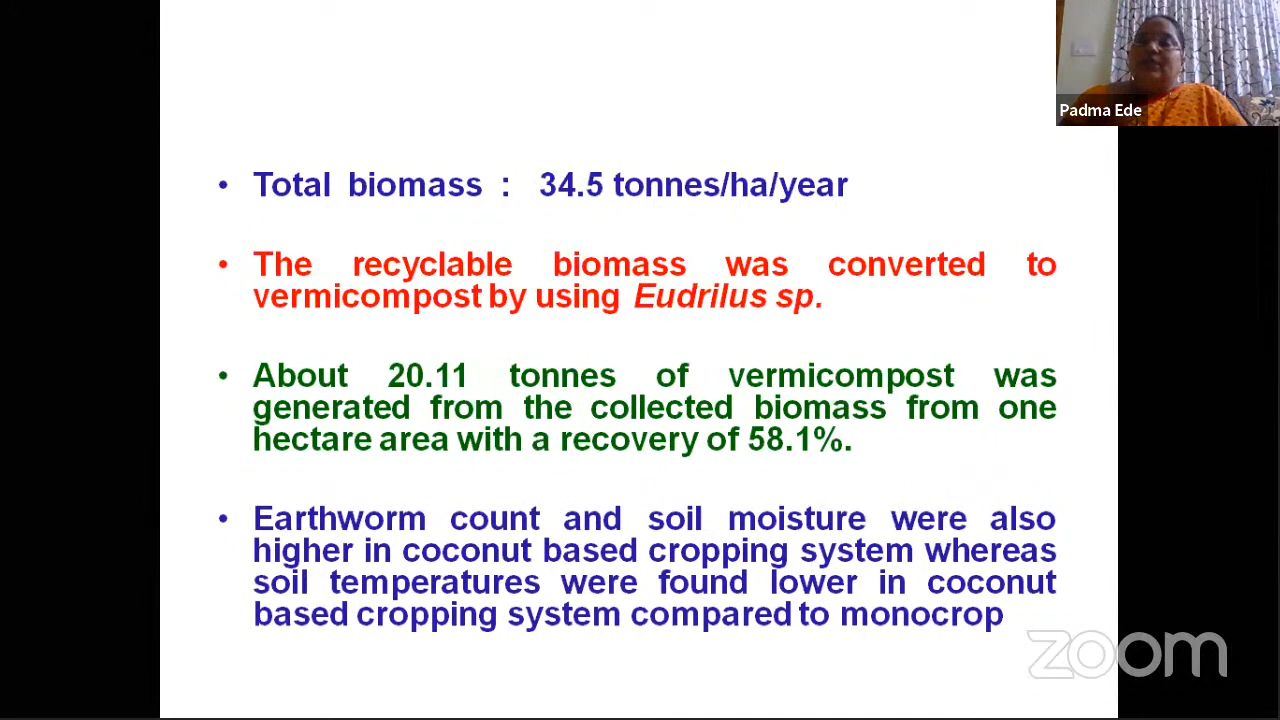 Padma Ede
• Total biomass : 34.5 tonnes/ha/year
• The recyclable biomass was converted to
vermicompost by using Eudrilus sp.
• About 20.11 tonnes of vermicompost was
generated from the collected biomass from one
hectare area with a recovery of 58.1%.
• Earthworm count and soil moisture were also
higher in coconut based cropping system whereas
soil temperatures were found lower in coconut
based cropping system compared to monocrop
zoom